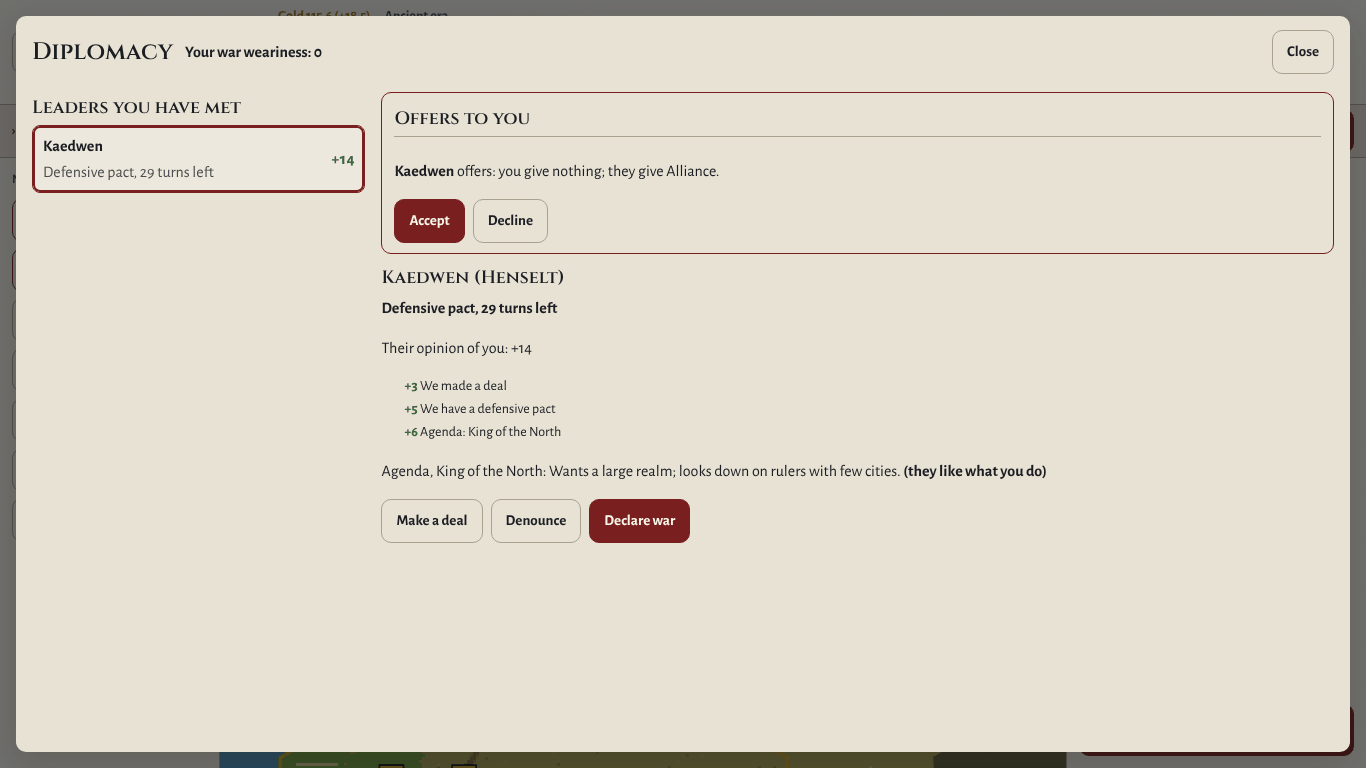 Diplomacy Your war weariness: 0
Close
Leaders you have met
Kaedwen
Defensive pact, 29 turns left
+14
Offers to you
Kaedwen offers: you give nothing; they give Alliance.
Accept Decline
Kaedwen (Henselt)
Defensive pact, 29 turns left
Their opinion of you: +14
+3 We made a deal
+5 We have a defensive pact
+6 Agenda: King of the North
Agenda, King of the North: Wants a large realm; looks down on rulers with few cities. (they like what you do)
Make a deal Denounce Declare war